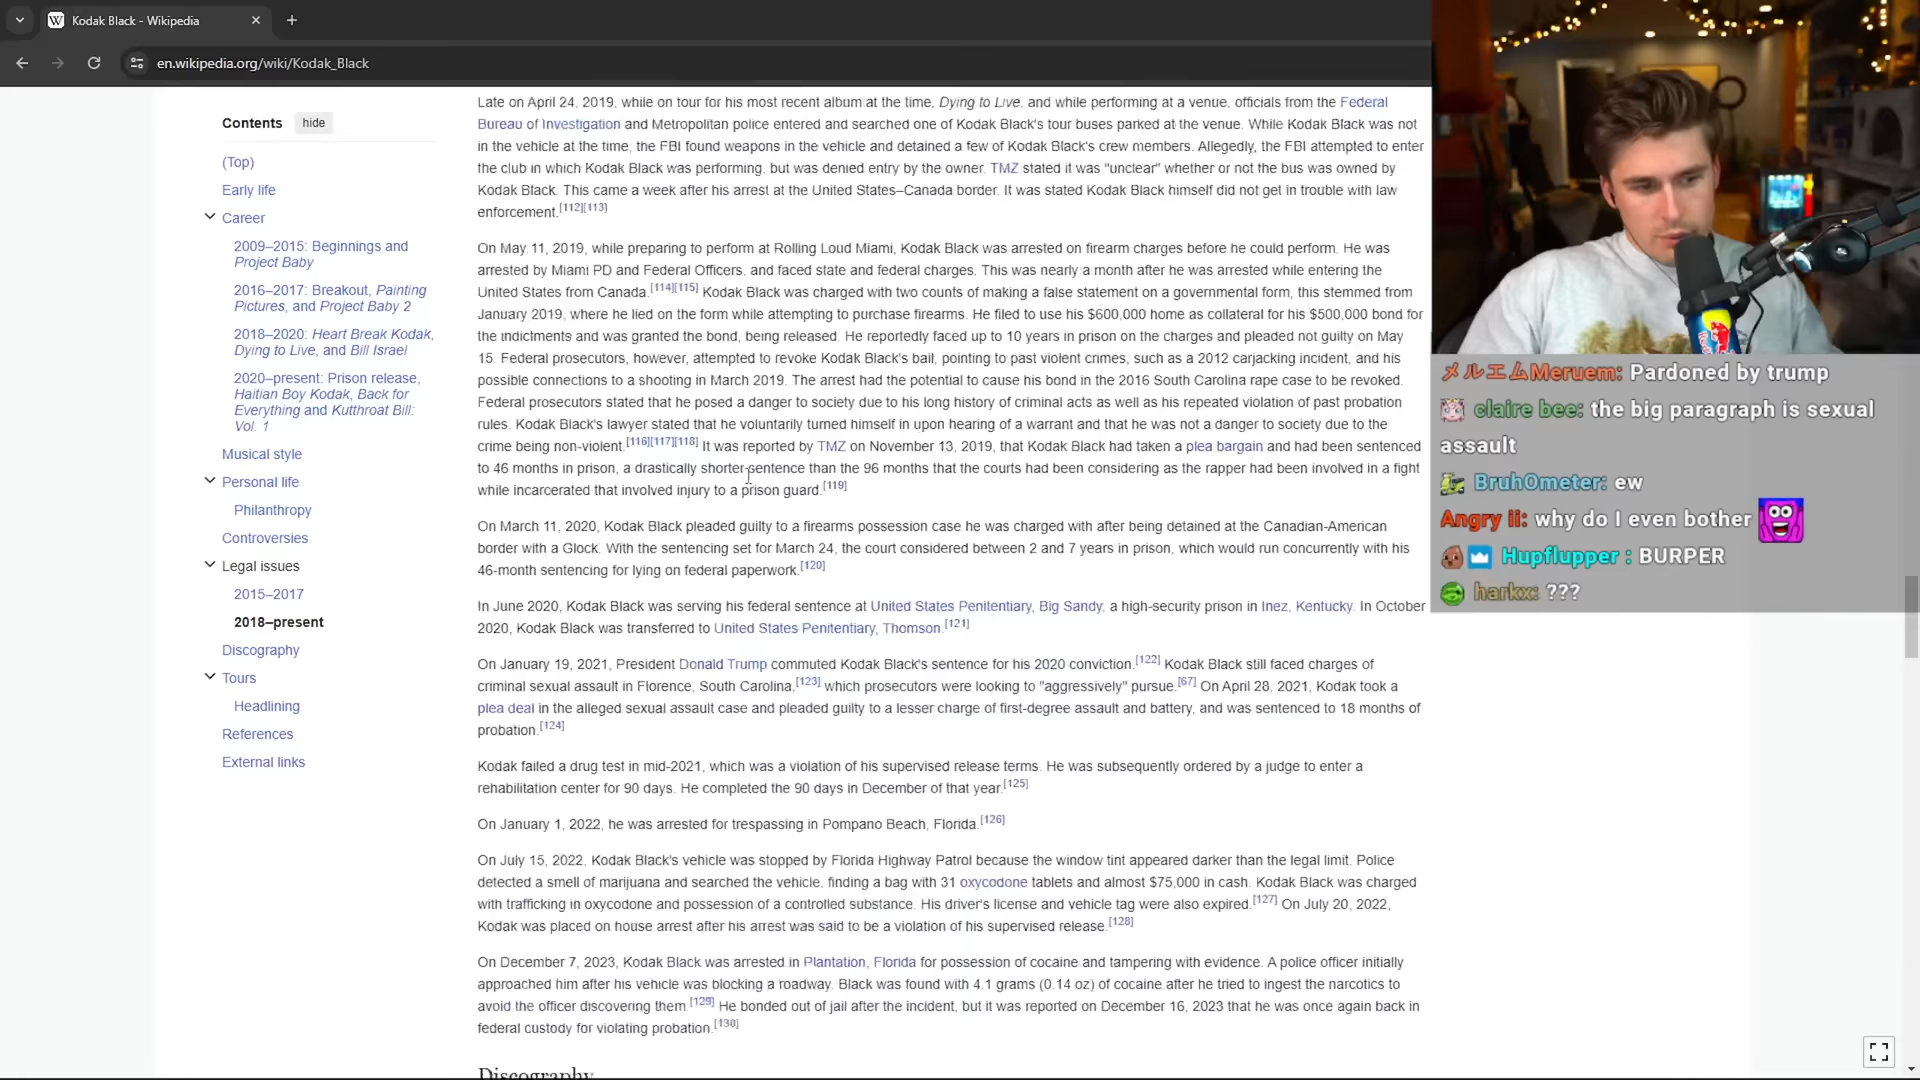 Kodak Black - Wikipedia
en.wikipedia.org/wiki/Kodak_Black
Contents hide
(Top)
Early life
Career
2009–2015: Beginnings and
Project Baby
2016–2017: Breakout, Painting
Pictures, and Project Baby 2
2018–2020: Heart Break Kodak,
Dying to Live, and Bill Israel
2020–present: Prison release,
Haitian Boy Kodak, Back for
Everything and Kutthroat Bill:
Vol. 1
Musical style
Personal life
Philanthropy
Controversies
Legal issues
2015–2017
2018–present
Discography
Tours
Headlining
References
External links
Late on April 24, 2019, while on tour for his most recent album at the time, Dying to Live, and while performing at a venue, officials from the Federal
Bureau of Investigation and Metropolitan police entered and searched one of Kodak Black's tour buses parked at the venue. While Kodak Black was not
in the vehicle at the time, the FBI found weapons in the vehicle and detained a few of Kodak Black's crew members. Allegedly, the FBI attempted to enter
the club in which Kodak Black was performing, but was denied entry by the owner. TMZ stated it was "unclear" whether or not the bus was owned by
Kodak Black. This came a week after his arrest at the United States–Canada border. It was stated Kodak Black himself did not get in trouble with law
enforcement.[112][113]
On May 11, 2019, while preparing to perform at Rolling Loud Miami, Kodak Black was arrested on firearm charges before he could perform. He was
arrested by Miami PD and Federal Officers, and faced state and federal charges. This was nearly a month after he was arrested while entering the
United States from Canada.[114][115] Kodak Black was charged with two counts of making a false statement on a governmental form, this stemmed from
January 2019, where he lied on the form while attempting to purchase firearms. He filed to use his $600,000 home as collateral for his $500,000 bond for
the indictments and was granted the bond, being released. He reportedly faced up to 10 years in prison on the charges and pleaded not guilty on May
15. Federal prosecutors, however, attempted to revoke Kodak Black's bail, pointing to past violent crimes, such as a 2012 carjacking incident, and his
possible connections to a shooting in March 2019. The arrest had the potential to cause his bond in the 2016 South Carolina rape case to be revoked.
Federal prosecutors stated that he posed a danger to society due to his long history of criminal acts as well as his repeated violation of past probation
rules. Kodak Black's lawyer stated that he voluntarily turned himself in upon hearing of a warrant and that he was not a danger to society due to the
crime being non-violent.[116][117][118] It was reported by TMZ on November 13, 2019, that Kodak Black had taken a plea bargain and had been sentenced
to 46 months in prison, a drastically shorter sentence than the 96 months that the courts had been considering as the rapper had been involved in a fight
while incarcerated that involved injury to a prison guard.[119]
On March 11, 2020, Kodak Black pleaded guilty to a firearms possession case he was charged with after being detained at the Canadian-American
border with a Glock. With the sentencing set for March 24, the court considered between 2 and 7 years in prison, which would run concurrently with his
46-month sentencing for lying on federal paperwork.[120]
In June 2020, Kodak Black was serving his federal sentence at United States Penitentiary, Big Sandy, a high-security prison in Inez, Kentucky. In October
2020, Kodak Black was transferred to United States Penitentiary, Thomson.[121]
On January 19, 2021, President Donald Trump commuted Kodak Black's sentence for his 2020 conviction.[122] Kodak Black still faced charges of
criminal sexual assault in Florence, South Carolina,[123] which prosecutors were looking to "aggressively" pursue.[67] On April 28, 2021, Kodak took a
plea deal in the alleged sexual assault case and pleaded guilty to a lesser charge of first-degree assault and battery, and was sentenced to 18 months of
probation.[124]
Kodak failed a drug test in mid-2021, which was a violation of his supervised release terms. He was subsequently ordered by a judge to enter a
rehabilitation center for 90 days. He completed the 90 days in December of that year.[125]
On January 1, 2022, he was arrested for trespassing in Pompano Beach, Florida.[126]
On July 15, 2022, Kodak Black's vehicle was stopped by Florida Highway Patrol because the window tint appeared darker than the legal limit. Police
detected a smell of marijuana and searched the vehicle, finding a bag with 31 oxycodone tablets and almost $75,000 in cash. Kodak Black was charged
with trafficking in oxycodone and possession of a controlled substance. His driver's license and vehicle tag were also expired.[127] On July 20, 2022,
Kodak was placed on house arrest after his arrest was said to be a violation of his supervised release.[128]
On December 7, 2023, Kodak Black was arrested in Plantation, Florida for possession of cocaine and tampering with evidence. A police officer initially
approached him after his vehicle was blocking a roadway. Black was found with 4.1 grams (0.14 oz) of cocaine after he tried to ingest the narcotics to
avoid the officer discovering them.[129] He bonded out of jail after the incident, but it was reported on December 16, 2023 that he was once again back in
federal custody for violating probation.[130]
Discography
メルエムMeruem: Pardoned by trump
claire bee: the big paragraph is sexual
assault
BruhOmeter: ew
Angry ii: why do I even bother
Hupflupper : BURPER
harkx: ???